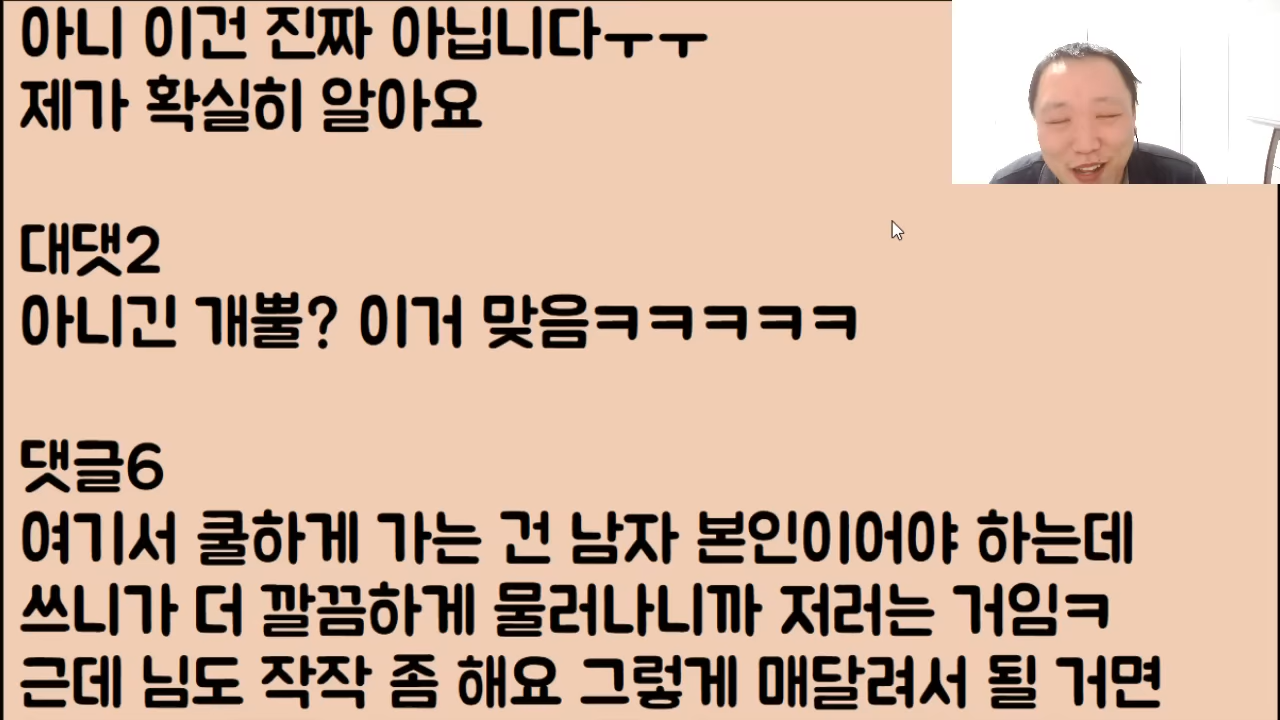 아니 이건 진짜 아닙니다ㅜㅜ
제가 확실히 알아요
대댓2
아니긴 개뿔? 이거 맞음ㅋㅋㅋㅋㅋ
댓글6
여기서 쿨하게 가는 건 남자 본인이어야 하는데
쓰니가 더 깔끔하게 물러나니까 저러는 거임ㅋ
근데 님도 작작 좀 해요 그렇게 매달려서 될 거면